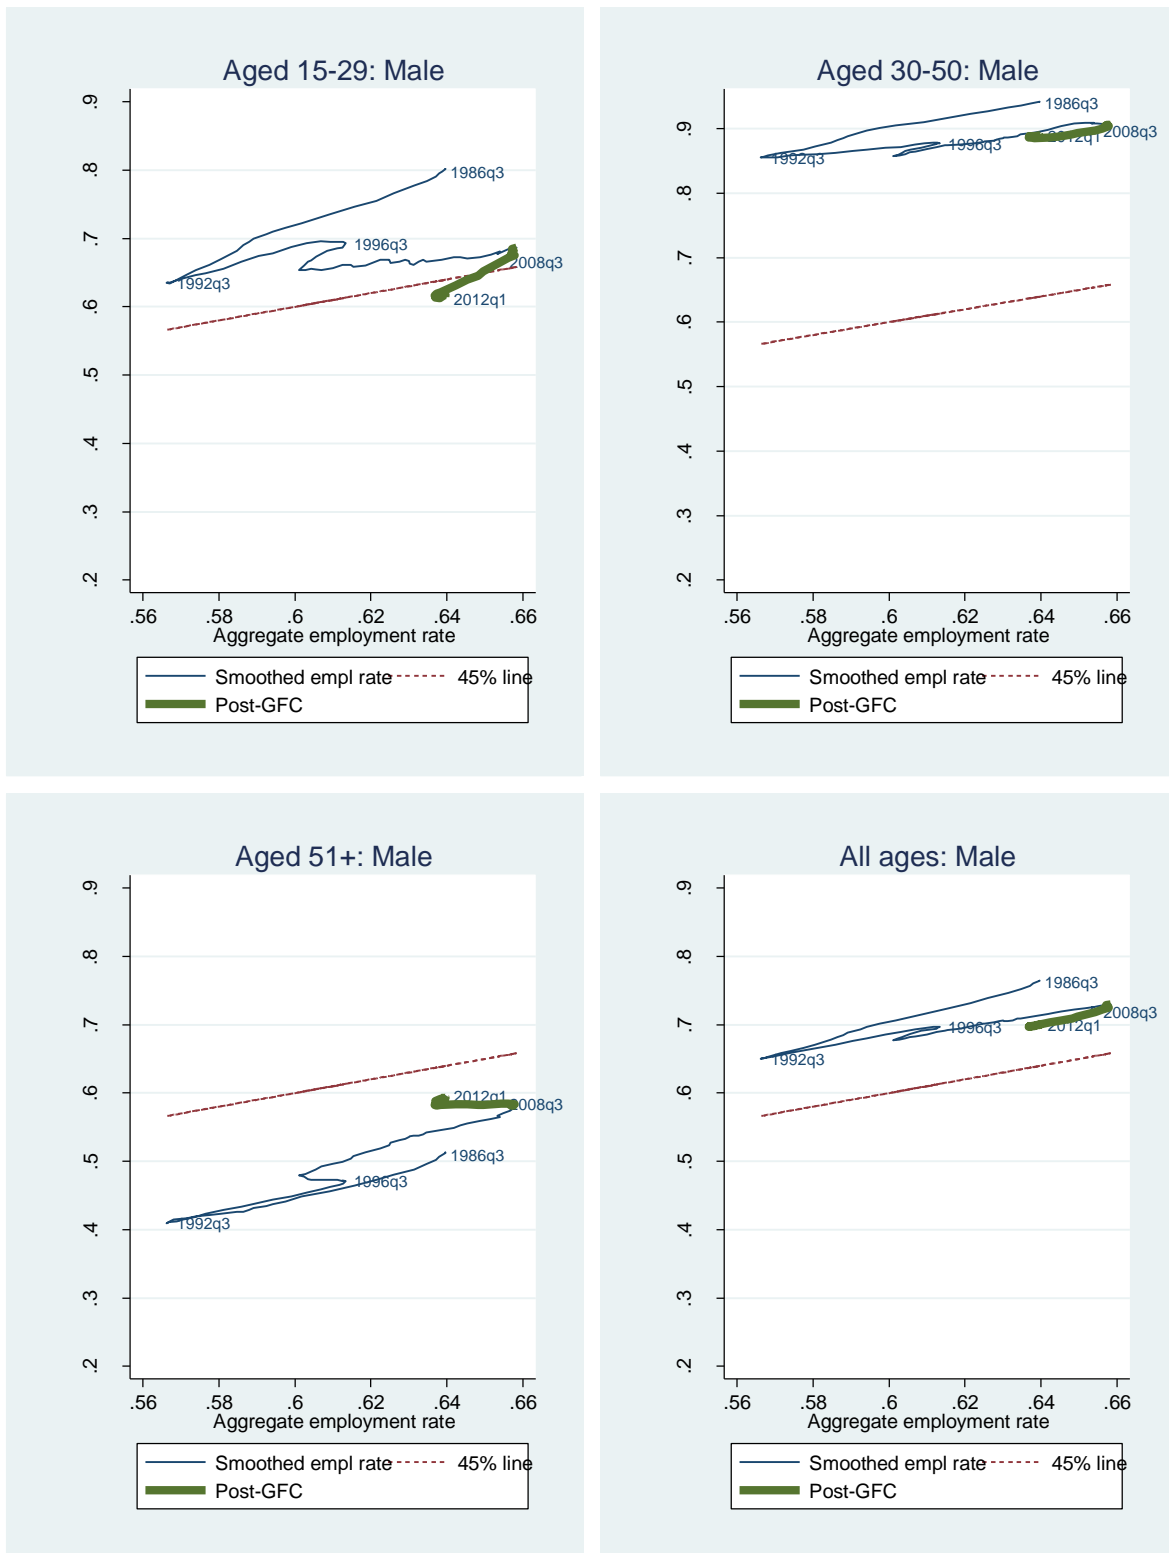 Aged 15-29: Male
.9
.8
.7
.6
.5
.4
.3
.2
1986q3
1996q3
1992q3
2008q3
2012q1
.56 .58 .6 .62 .64 .66
Aggregate employment rate
Smoothed empl rate 45% line
Post-GFC
Aged 30-50: Male
.9
.8
.7
.6
.5
.4
.3
.2
1986q3
2008q3
2012q1
1996q3
1992q3
.56 .58 .6 .62 .64 .66
Aggregate employment rate
Smoothed empl rate 45% line
Post-GFC
Aged 51+: Male
.9
.8
.7
.6
.5
.4
.3
.2
2012q1
2008q3
1986q3
1996q3
1992q3
.56 .58 .6 .62 .64 .66
Aggregate employment rate
Smoothed empl rate 45% line
Post-GFC
All ages: Male
.9
.8
.7
.6
.5
.4
.3
.2
1986q3
2008q3
2012q1
1996q3
1992q3
.56 .58 .6 .62 .64 .66
Aggregate employment rate
Smoothed empl rate 45% line
Post-GFC